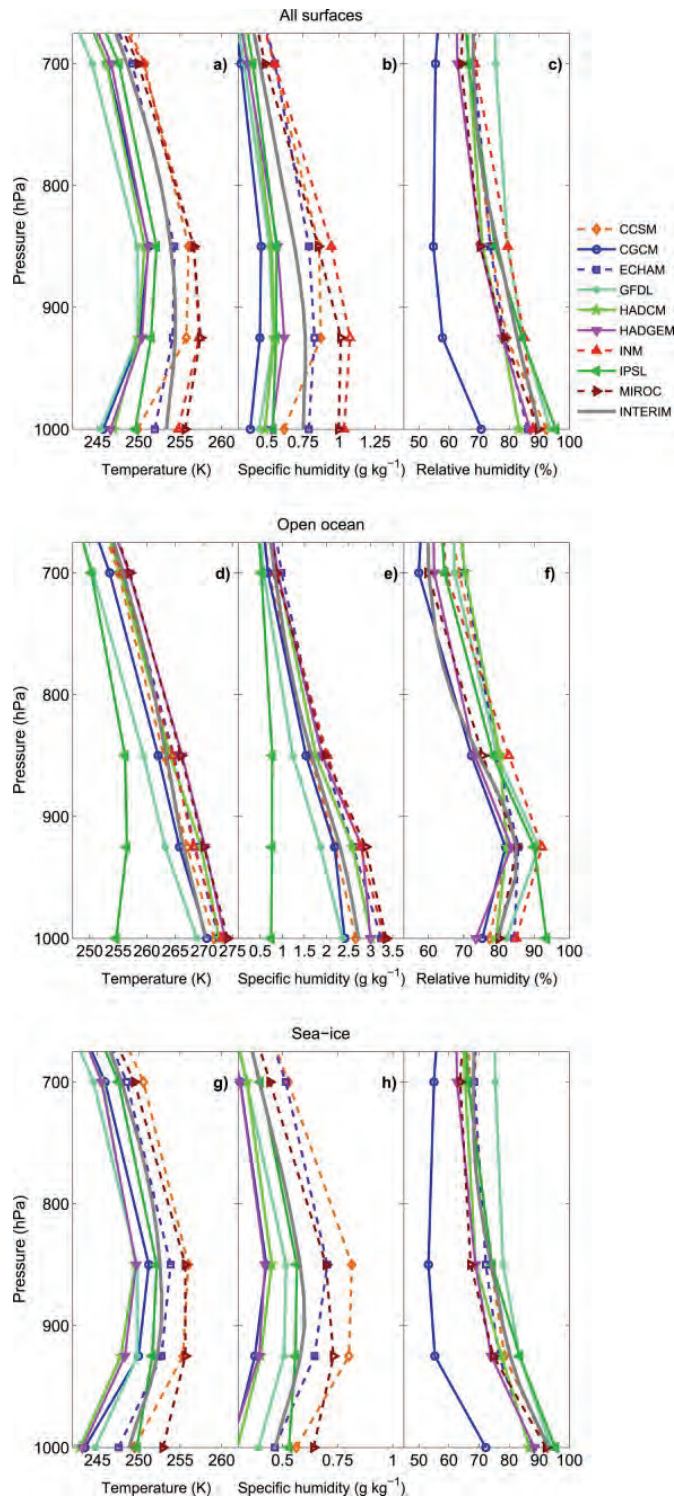 All surfaces
a) b) c)
Pressure (hPa)
700
800
900
1000
245 250 255 260
0.5 0.75 1 1.25
50 60 70 80 90 100
Temperature (K) Specific humidity (g kg⁻¹) Relative humidity (%)
CCSM
CGCM
ECHAM
GFDL
HADCM
HADGEM
INM
IPSL
MIROC
INTERIM
Open ocean
d) e) f)
Pressure (hPa)
700
800
900
1000
250 255 260 265 270 275
0.5 1 1.5 2 2.5 3 3.5
60 70 80 90 100
Temperature (K) Specific humidity (g kg⁻¹) Relative humidity (%)
Sea-ice
g) h)
Pressure (hPa)
700
800
900
1000
245 250 255 260
0.5 0.75 1
50 60 70 80 90 100
Temperature (K) Specific humidity (g kg⁻¹) Relative humidity (%)